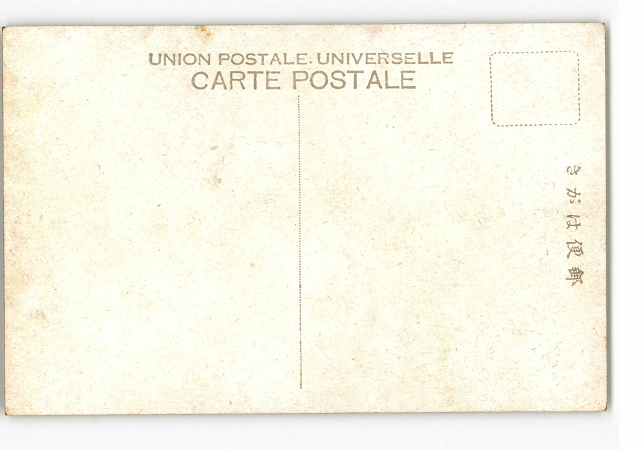 UNION POSTALE. UNIVERSELLE
CARTE POSTALE
郵便はがき